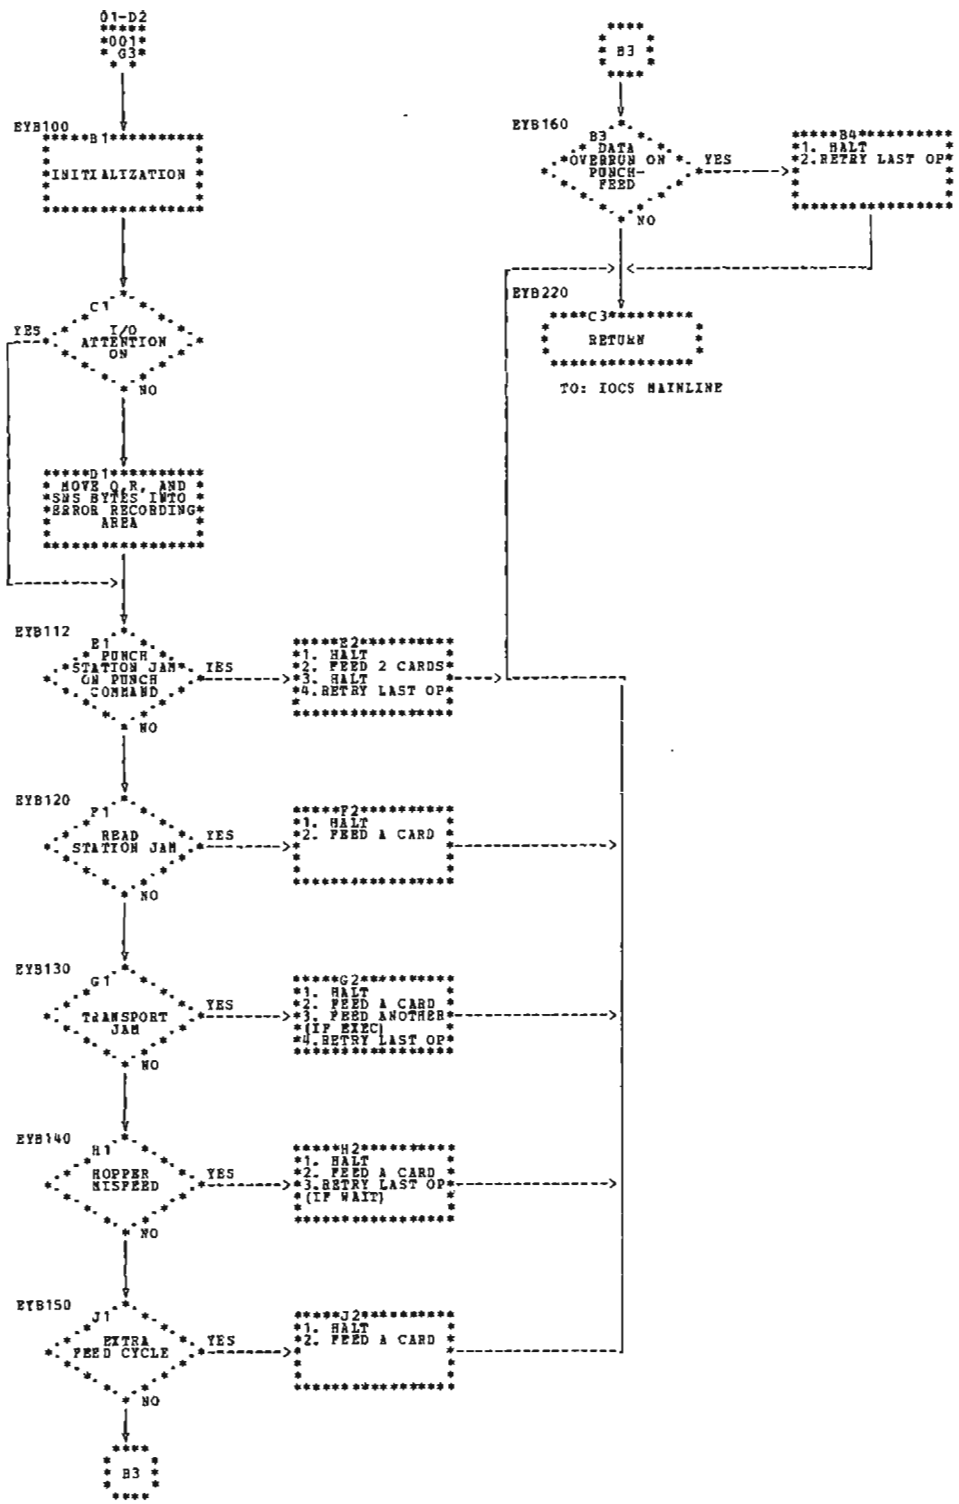 01-D2
*001*
G3*
EYB100
B1
INITIALIZATION
C1
I/O
ATTENTION
ON
YES
NO
D1
MOVE Q,R, AND
SNS BYTES INTO
ERROR RECORDING
AREA
EYB112
E1
PUNCH
STATION JAM
ON PUNCH
COMMAND
YES
NO
E2
1. HALT
2. FEED 2 CARDS
3. HALT
4.RETRY LAST OP
EYB120
F1
READ
STATION JAM
YES
NO
F2
1. HALT
2. FEED A CARD
EYB130
G1
TRANSPORT
JAM
YES
NO
G2
1. HALT
2. FEED A CARD
3. FEED ANOTHER
(IF EXEC)
4.RETRY LAST OP
EYB140
H1
HOPPER
MISFEED
YES
NO
H2
1. HALT
2. FEED A CARD
3.RETRY LAST OP
(IF WAIT)
EYB150
J1
EXTRA
FEED CYCLE
YES
NO
J2
1. HALT
2. FEED A CARD
B3
B3
EYB160
B3
DATA
OVERRUN ON
PUNCH-
FEED
YES
NO
B4
1. HALT
2.RETRY LAST OP
EYB220
C3
RETURN
TO: IOCS MAINLINE